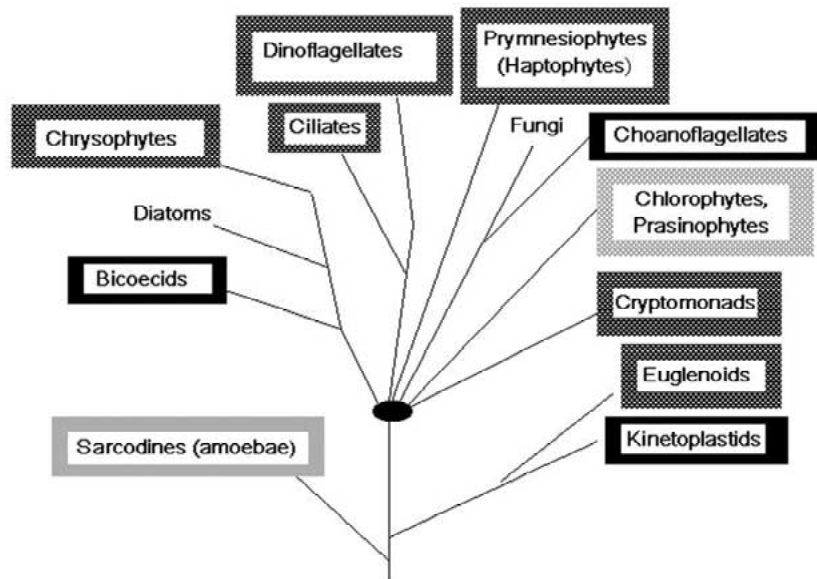 Dinoflagellates
Prymnesiophytes
(Haptophytes)
Chrysophytes
Ciliates
Fungi
Choanoflagellates
Diatoms
Chlorophytes,
Prasinophytes
Bicoecids
Cryptomonads
Euglenoids
Sarcodines (amoebae)
Kinetoplastids